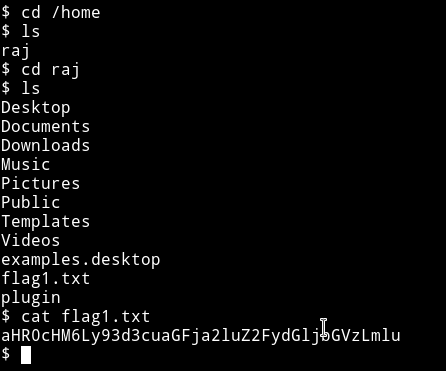 $ cd /home
$ ls
raj
$ cd raj
$ ls
Desktop
Documents
Downloads
Music
Pictures
Public
Templates
Videos
examples.desktop
flag1.txt
plugin
$ cat flag1.txt
aHR0cHM6Ly93d3cuaGFja2luZ2FydGljbGVzLmlu
$